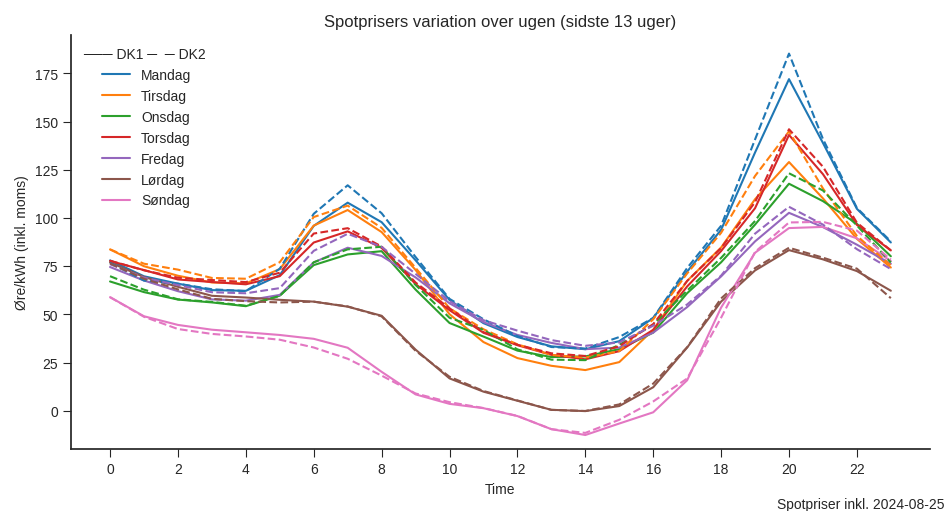 Spotprisers variation over ugen (sidste 13 uger)
DK1 DK2
Mandag
Tirsdag
Onsdag
Torsdag
Fredag
Lørdag
Søndag
Øre/kWh (inkl. moms)
175
150
125
100
75
50
25
0
0 2 4 6 8 10 12 14 16 18 20 22
Time
Spotpriser inkl. 2024-08-25